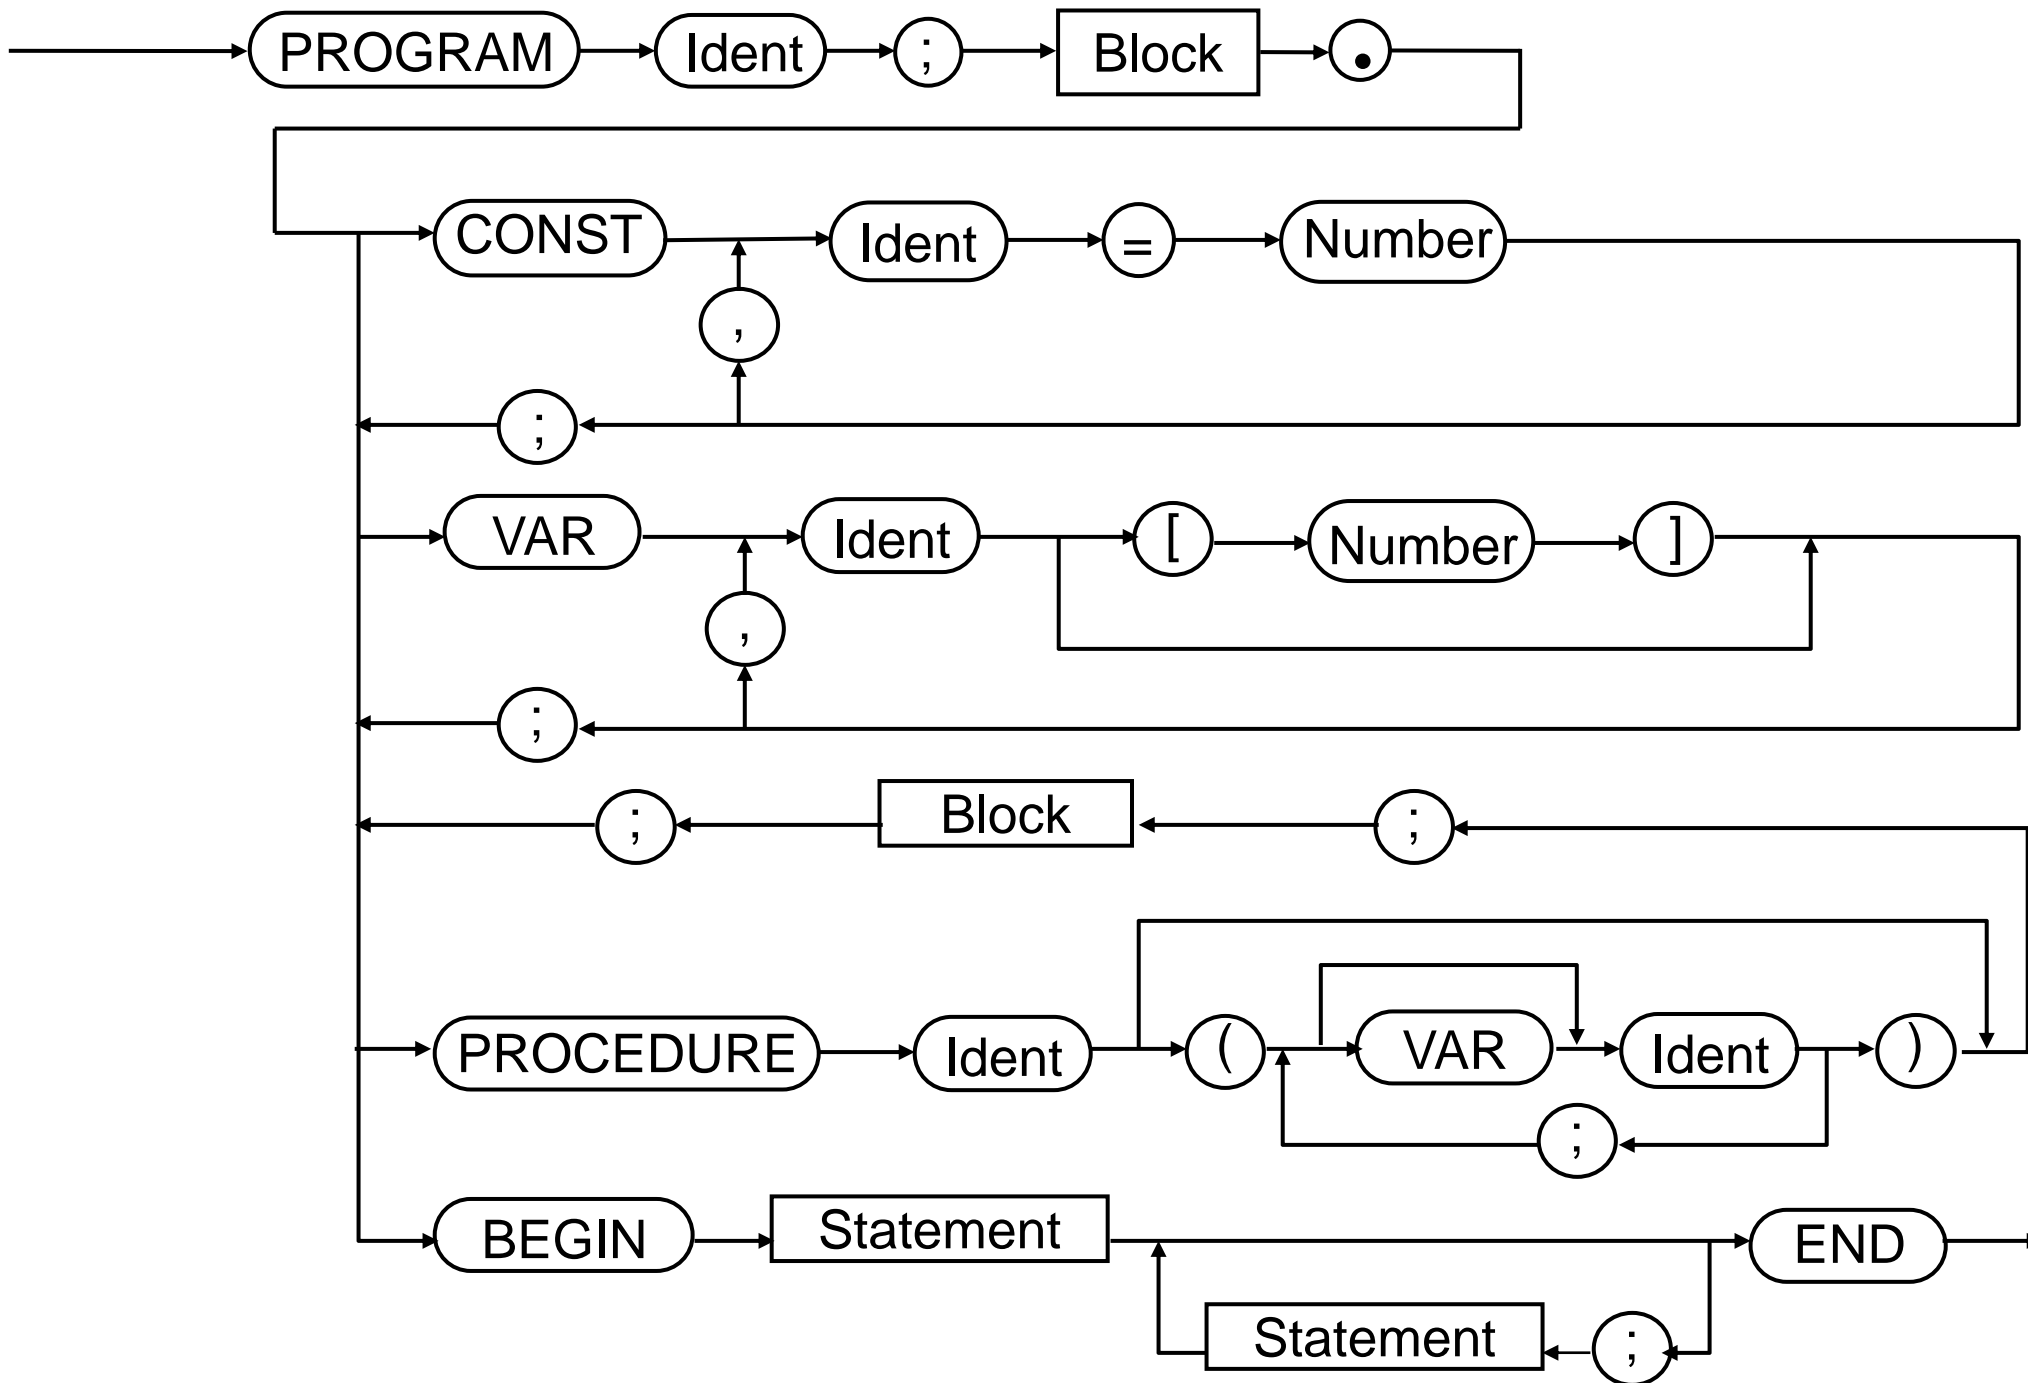 PROGRAM Ident ; Block .
CONST Ident = Number
,
;
VAR Ident [ Number ]
,
;
; Block ;
PROCEDURE Ident ( VAR Ident )
;
BEGIN Statement END
Statement ;